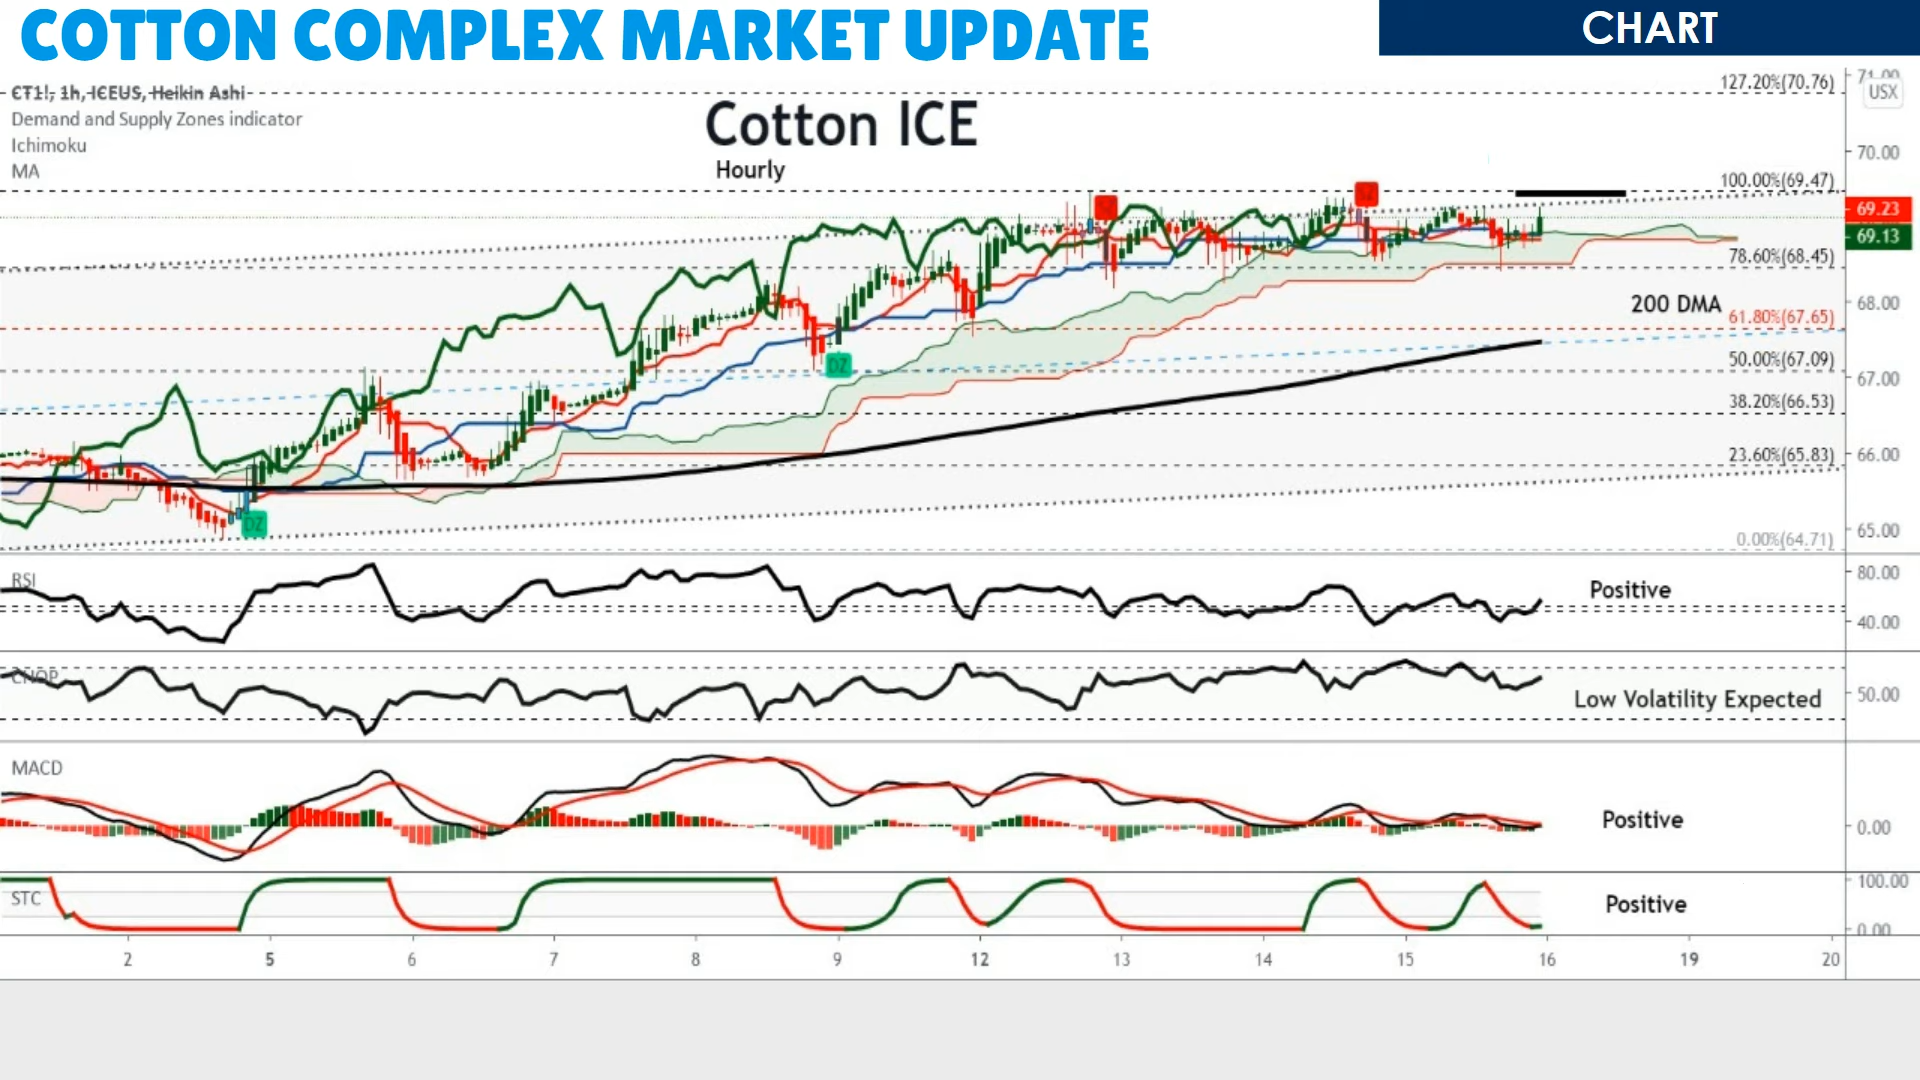 COTTON COMPLEX MARKET UPDATE
CHART
CT1!, 1h, ICEUS, Heikin Ashi
Demand and Supply Zones indicator
Ichimoku
MA
Cotton ICE
Hourly
127.20%(70.76)
71.00
USX
70.00
100.00%(69.47)
69.23
69.13
78.60%(68.45)
200 DMA
68.00
61.80%(67.65)
50.00%(67.09)
67.00
38.20%(66.53)
23.60%(65.83)
66.00
65.00
0.00%(64.71)
DZ
DZ
RSI
Positive
80.00
40.00
CHOP
Low Volatility Expected
50.00
MACD
Positive
0.00
STC
Positive
100.00
0.00
2 5 6 7 8 9 12 13 14 15 16 19 20